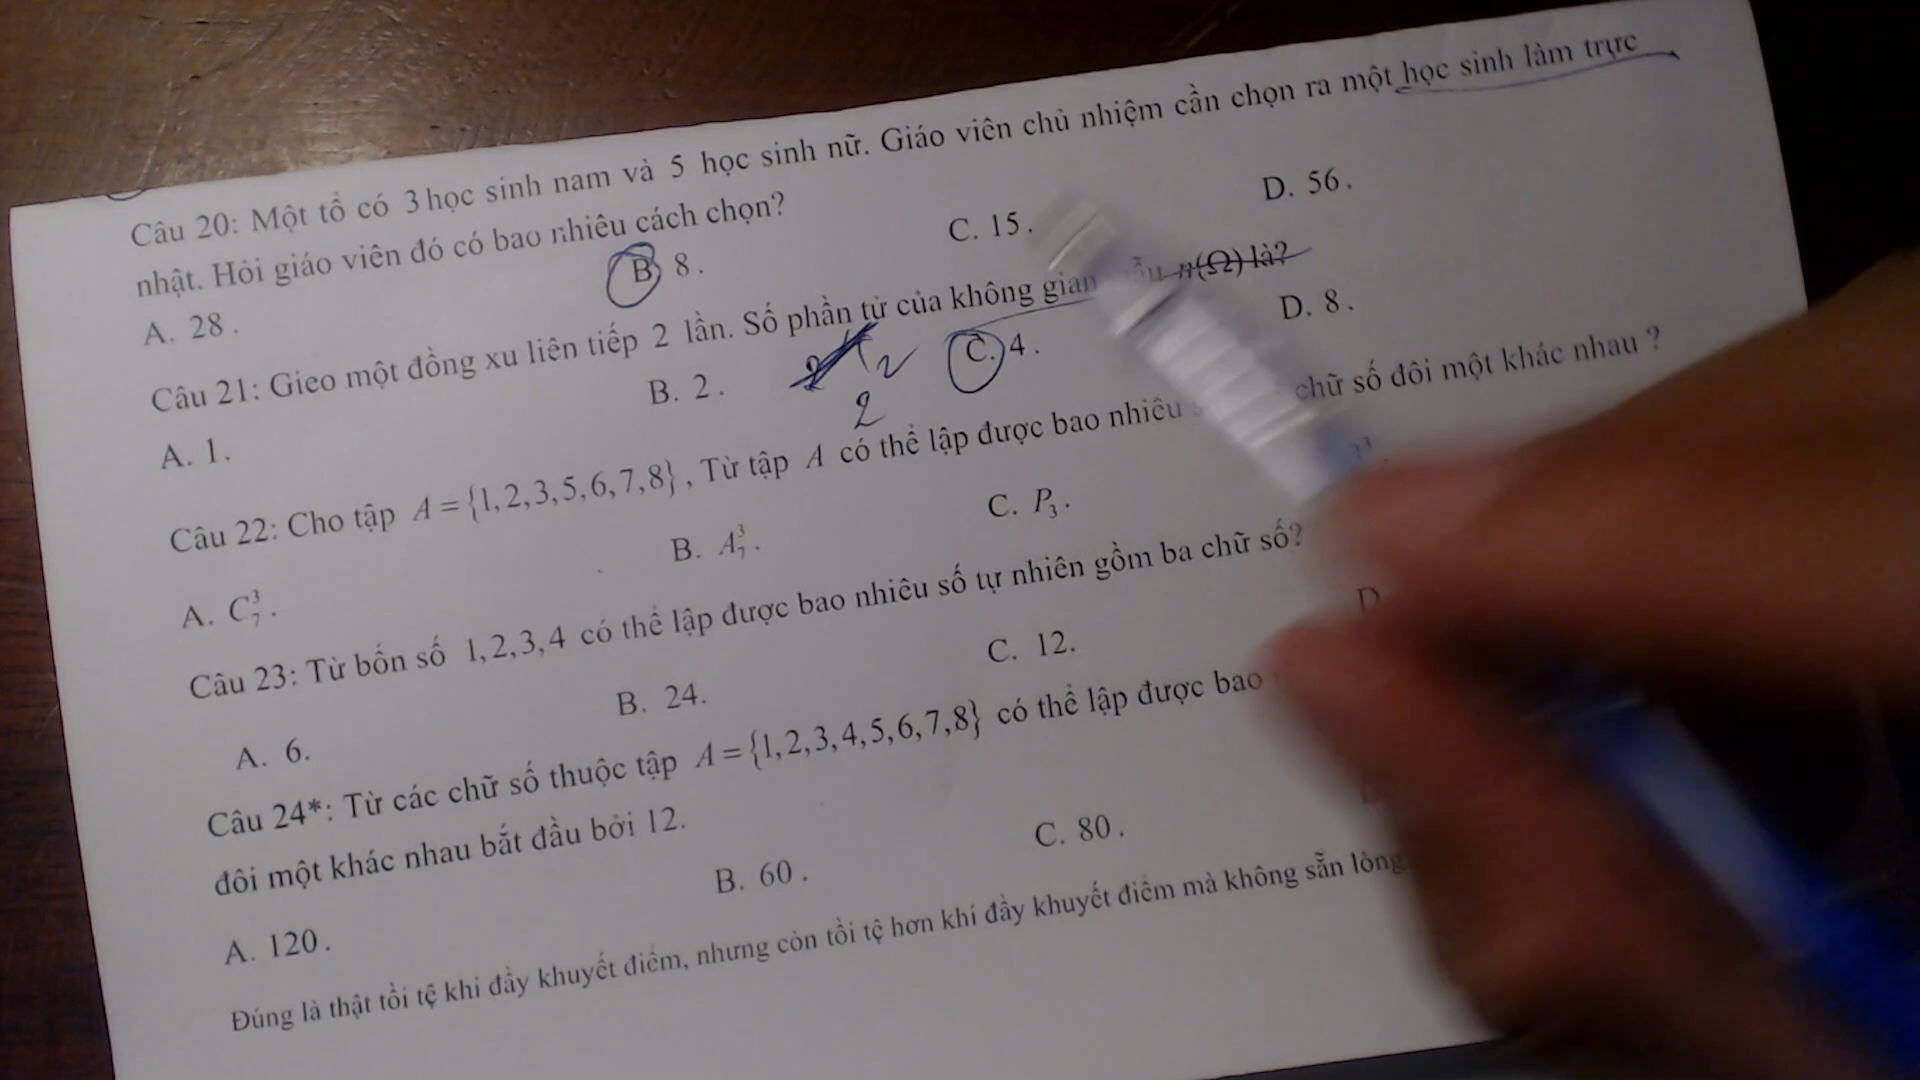 Câu 20: Một tổ có 3 học sinh nam và 5 học sinh nữ. Giáo viên chủ nhiệm cần chọn ra một học sinh làm trực
nhật. Hỏi giáo viên đó có bao nhiêu cách chọn?
A. 28. B. 8. C. 15. D. 56.
Câu 21: Gieo một đồng xu liên tiếp 2 lần. Số phần tử của không gian n(Ω) là?
A. 1. B. 2. C. 4. D. 8.
2
Câu 22: Cho tập A = {1,2,3,5,6,7,8}, Từ tập A có thể lập được bao nhiêu chữ số đôi một khác nhau ?
A. C₇³. B. A₇³. C. P₃.
Câu 23: Từ bốn số 1,2,3,4 có thể lập được bao nhiêu số tự nhiên gồm ba chữ số?
A. 6. B. 24. C. 12. D.
Câu 24*: Từ các chữ số thuộc tập A = {1,2,3,4,5,6,7,8} có thể lập được bao
đôi một khác nhau bắt đầu bởi 12.
A. 120. B. 60. C. 80.
Đúng là thật tồi tệ khi đầy khuyết điểm, nhưng còn tồi tệ hơn khi đầy khuyết điểm mà không sẵn lòng